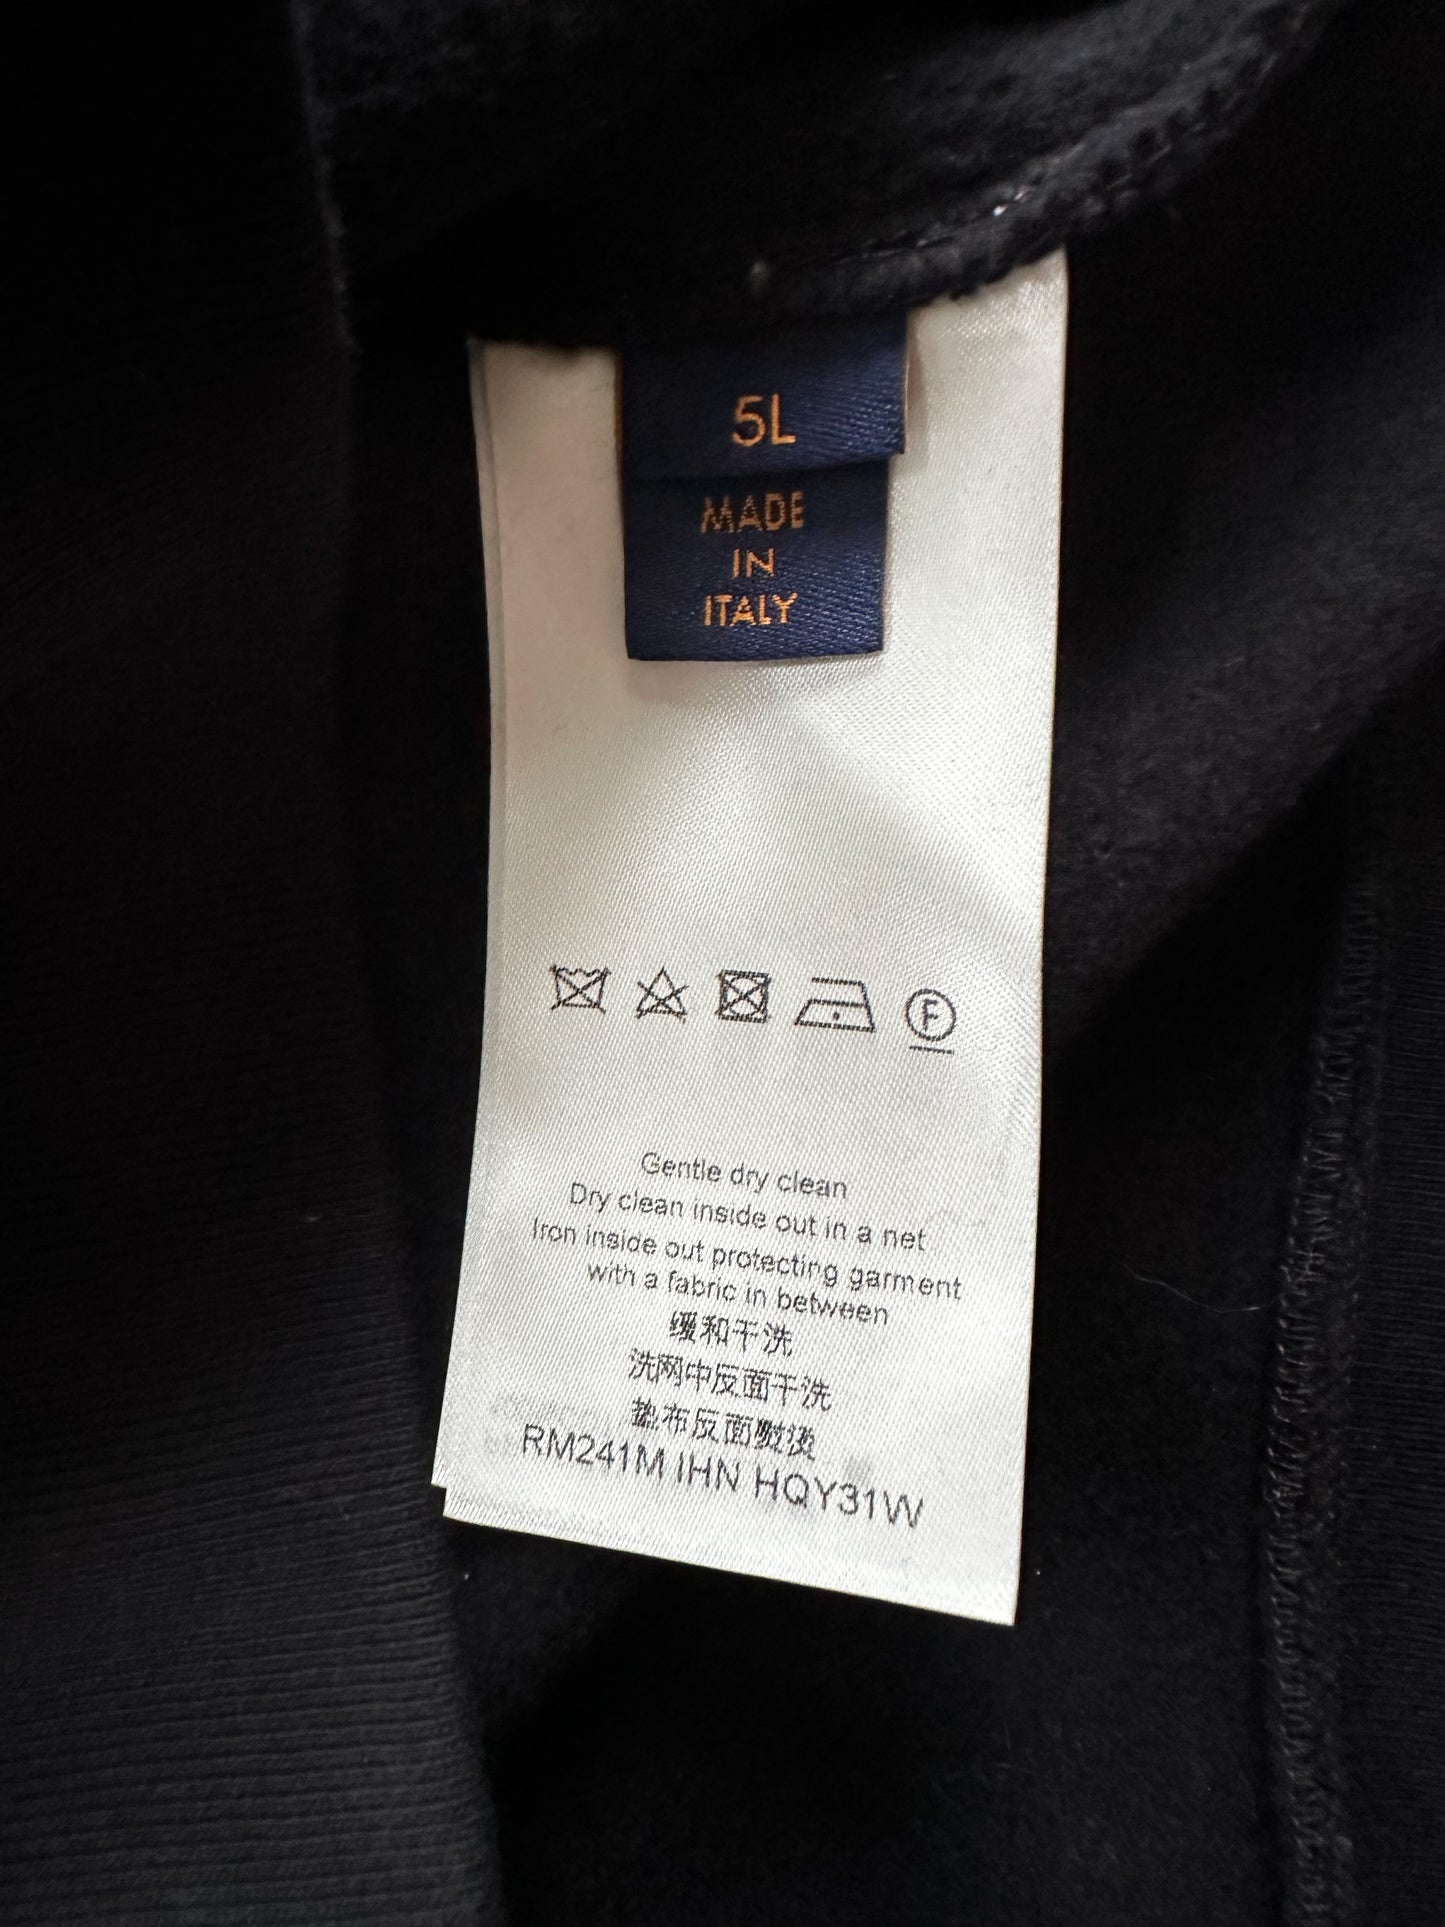 5L
MADE
IN
ITALY
F
Gentle dry clean
Dry clean inside out in a net
Iron inside out protecting garment
with a fabric in between
缓和干洗
洗网中反面干洗
垫布反面熨烫
RM241M IHN HQY31W